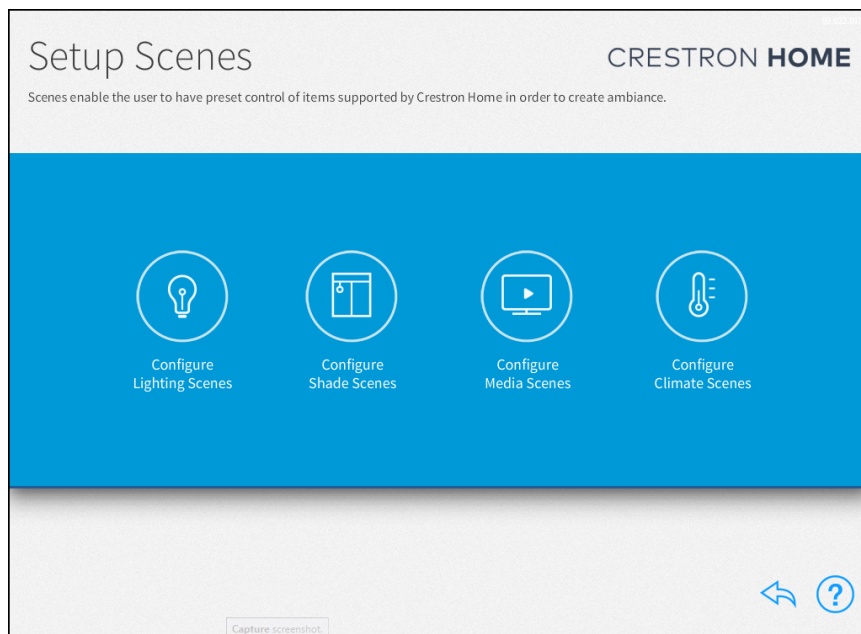 Setup Scenes
CRESTRON HOME
Scenes enable the user to have preset control of items supported by Crestron Home in order to create ambiance.
Configure
Lighting Scenes
Configure
Shade Scenes
Configure
Media Scenes
Configure
Climate Scenes
?
Capture screenshot.